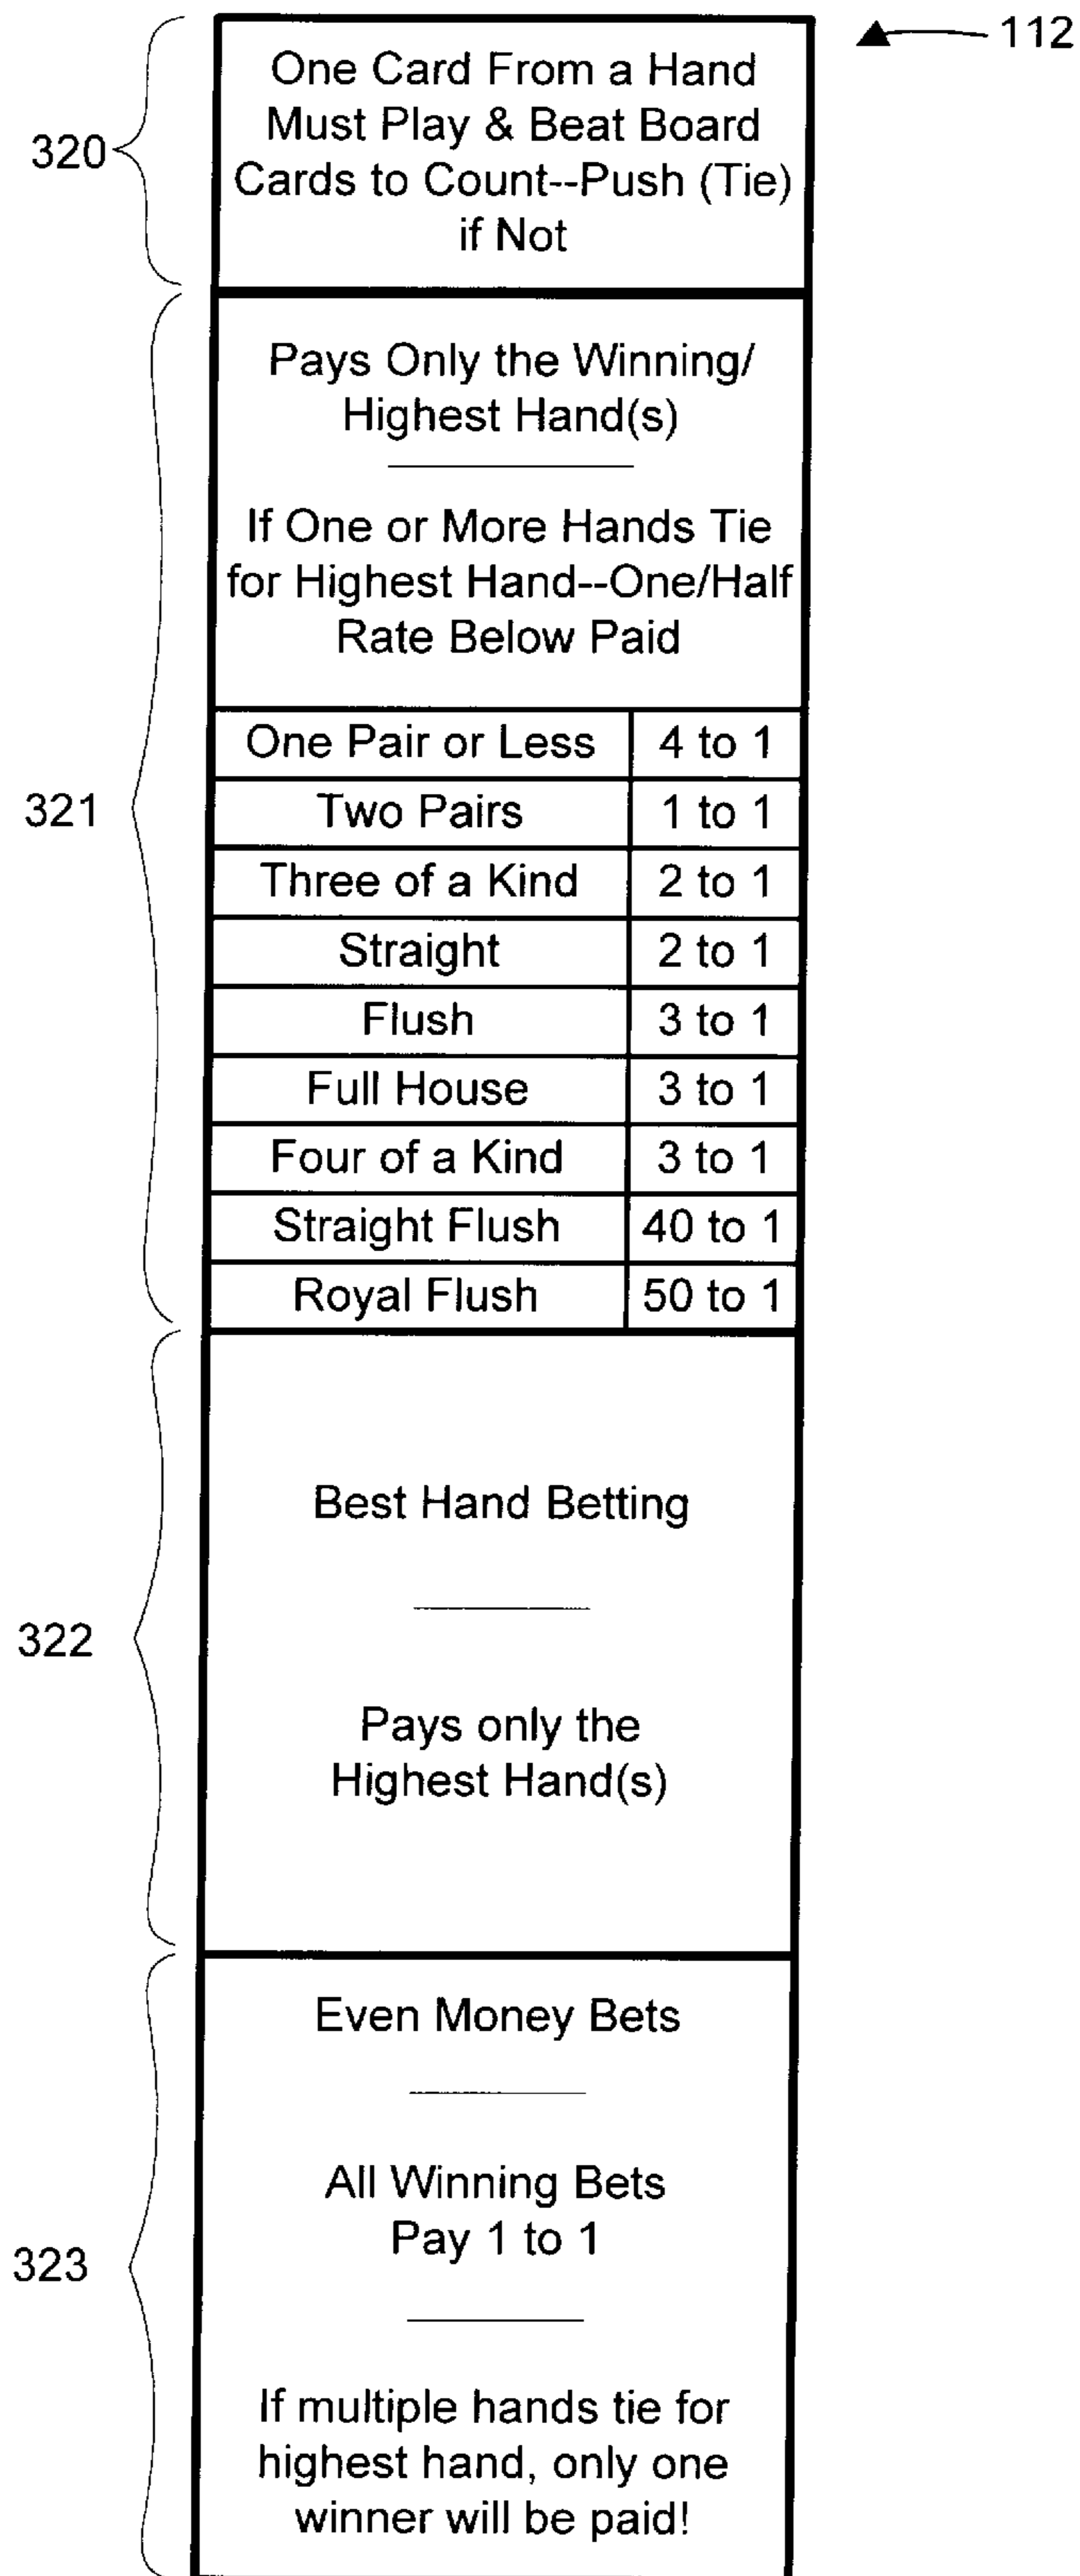 112
320
One Card From a Hand
Must Play & Beat Board
Cards to Count--Push (Tie)
if Not
321
Pays Only the Winning/
Highest Hand(s)
If One or More Hands Tie
for Highest Hand--One/Half
Rate Below Paid
One Pair or Less 4 to 1
Two Pairs 1 to 1
Three of a Kind 2 to 1
Straight 2 to 1
Flush 3 to 1
Full House 3 to 1
Four of a Kind 3 to 1
Straight Flush 40 to 1
Royal Flush 50 to 1
322
Best Hand Betting
Pays only the
Highest Hand(s)
323
Even Money Bets
All Winning Bets
Pay 1 to 1
If multiple hands tie for
highest hand, only one
winner will be paid!